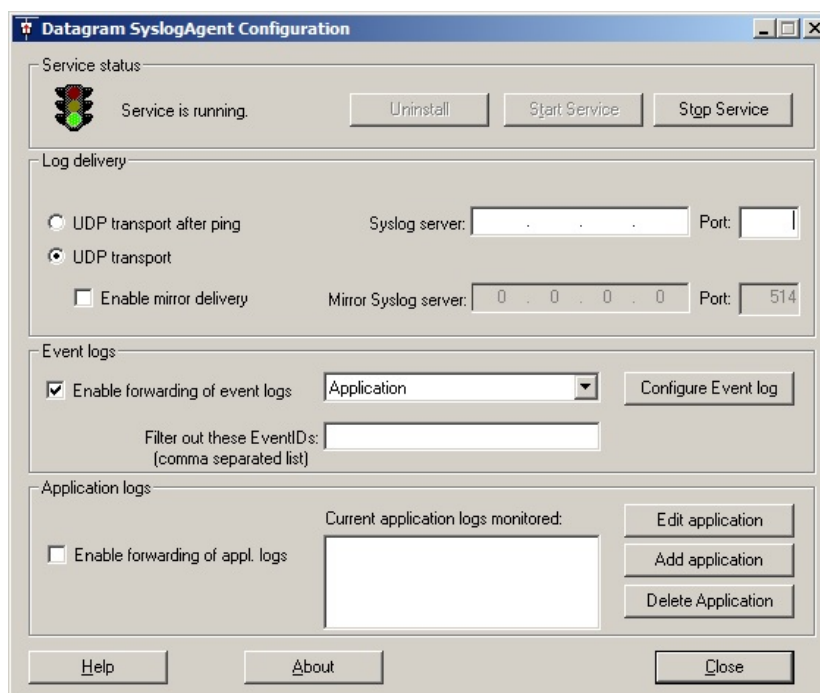 Datagram SyslogAgent Configuration
Service status
Service is running.
Uninstall
Start Service
Stop Service
Log delivery
UDP transport after ping
Syslog server: . . .
Port:
UDP transport
Enable mirror delivery
Mirror Syslog server: 0 . 0 . 0 . 0
Port: 514
Event logs
Enable forwarding of event logs
Application
Configure Event log
Filter out these EventIDs:
(comma separated list)
Application logs
Current application logs monitored:
Enable forwarding of appl. logs
Edit application
Add application
Delete Application
Help
About
Close